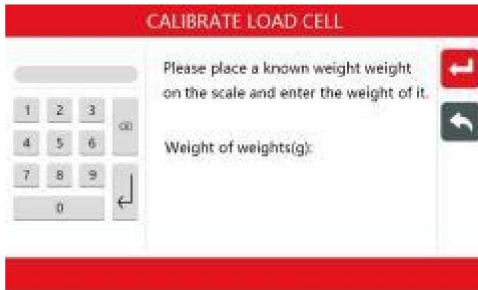 CALIBRATE LOAD CELL
Please place a known weight weight
on the scale and enter the weight of it.
Weight of weights(g):
1 2 3
4 5 6
7 8 9
0